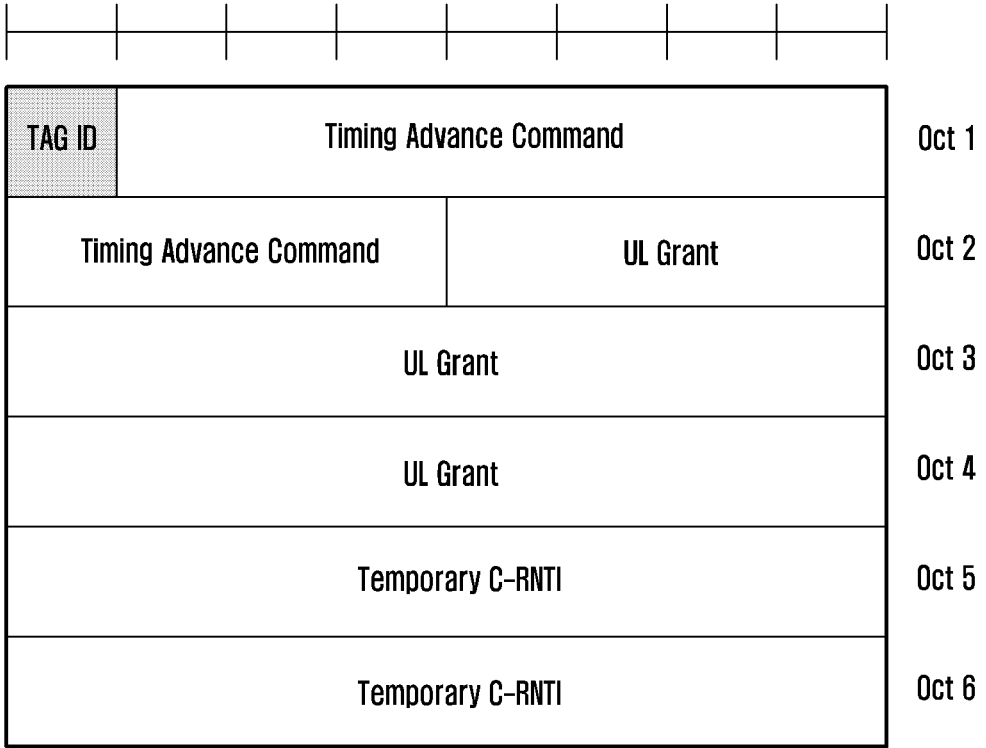 TAG ID Timing Advance Command Oct 1
Timing Advance Command UL Grant Oct 2
UL Grant Oct 3
UL Grant Oct 4
Temporary C-RNTI Oct 5
Temporary C-RNTI Oct 6